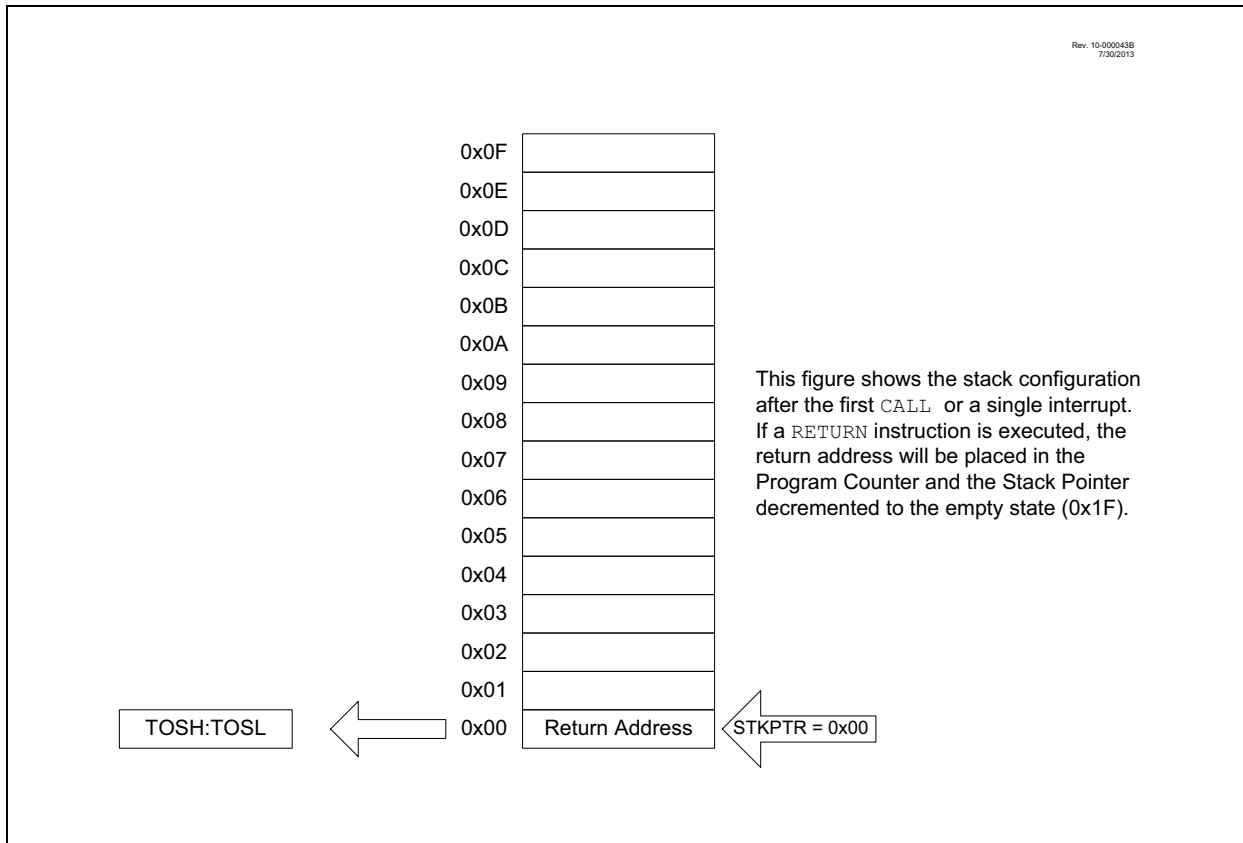 Rev. 10-000043B
7/30/2013
0x0F
0x0E
0x0D
0x0C
0x0B
0x0A
0x09
0x08
0x07
0x06
0x05
0x04
0x03
0x02
0x01
This figure shows the stack configuration
after the first CALL or a single interrupt.
If a RETURN instruction is executed, the
return address will be placed in the
Program Counter and the Stack Pointer
decremented to the empty state (0x1F).
TOSH:TOSL
0x00
Return Address
STKPTR = 0x00